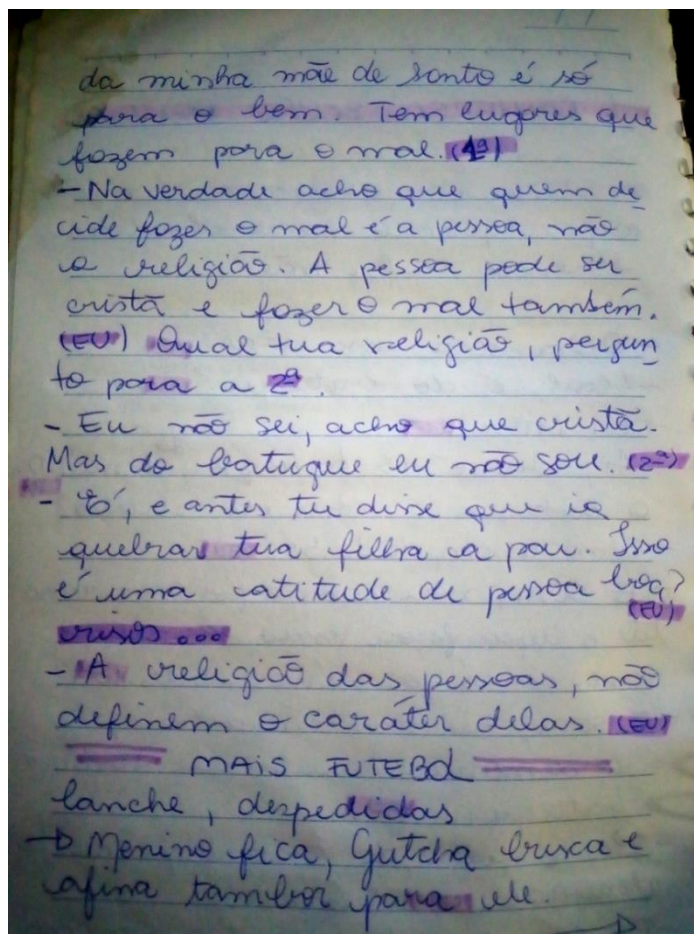 da minha mãe de santo é só
para o bem. Tem lugares que
fazem para o mal. (1ª)
- Na verdade acho que quem de
cide fazer o mal é a pessoa, não
a religião. A pessoa pode ser
cristã e fazer o mal também.
(EU) Qual tua religião, pergun
to para a 2ª.
- Eu não sei, acho que cristã.
Mas do batuque eu não sou. (2ª)
- É, e antes tu disse que ia
quebrar tua filha a pau. Isso
é uma atitude de pessoa boa?
(EU)
risos...
- A religião das pessoas, não
definem o caráter delas. (EU)
MAIS FUTEBOL
lanche, despedidas
→ Menino fica, Gutcha busca e
afina tambor para ele.